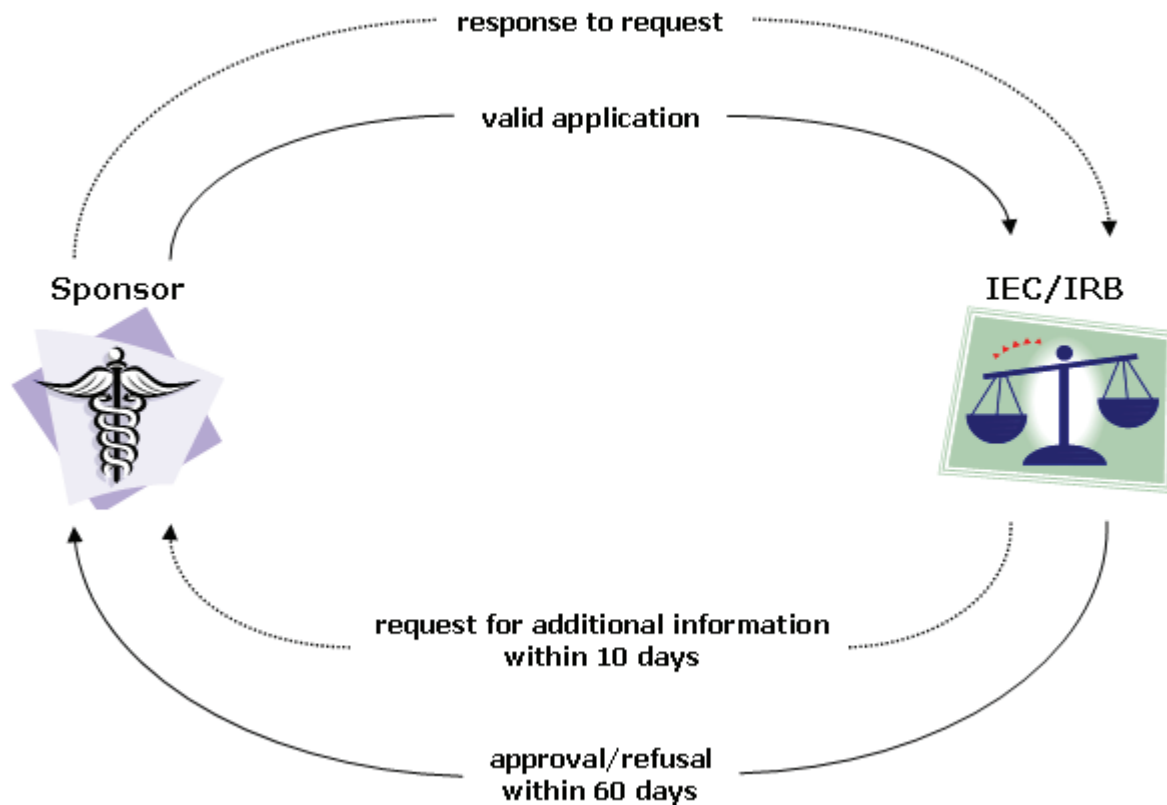 response to request
valid application
Sponsor
IEC/IRB
request for additional information
within 10 days
approval/refusal
within 60 days